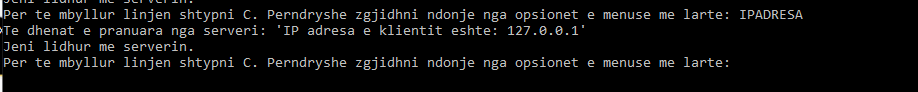 Jeni lidhur me serverin.
Per te mbyllur linjen shtypni C. Perndryshe zgjidhni ndonje nga opsionet e menuse me larte: IPADRESA
Te dhenat e pranuara nga serveri: 'IP adresa e klientit eshte: 127.0.0.1'
Jeni lidhur me serverin.
Per te mbyllur linjen shtypni C. Perndryshe zgjidhni ndonje nga opsionet e menuse me larte: